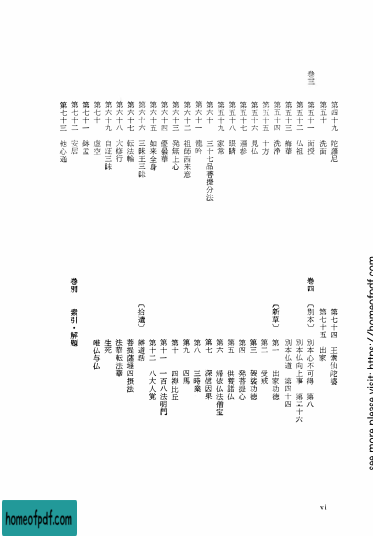 巻三
第四十九 陀羅尼
第五十 洗面
第五十一 面授
第五十二 仏祖
第五十三 梅華
第五十四 洗浄
第五十五 十方
第五十六 見仏
第五十七 遍参
第五十八 眼睛
第五十九 家常
第六十 三十七品菩提分法
第六十一 龍吟
第六十二 祖師西来意
第六十三 発無上心
第六十四 優曇華
第六十五 如来全身
第六十六 三昧王三昧
第六十七 転法輪
第六十八 大修行
第六十九 自証三昧
第七十 虚空
第七十一 鉢盂
第七十二 安居
第七十三 他心通
第七十四 王索仙陀婆
第七十五 出家
巻四
〔別本〕
別本心不可得 第八
別本仏向上事 第二十六
別本仏道 第四十四
〔新草〕
第一 出家功徳
第二 受戒
第三 袈裟功徳
第四 発菩提心
第五 供養諸仏
第六 帰依仏法僧宝
第七 深信因果
第八 三時業
第九 四馬
第十 四禅比丘
第十一 一百八法明門
第十二 八大人覚
〔拾遺〕
辦道話
菩提薩埵四摂法
法華転法華
生死
唯仏与仏
巻別 索引・解題
vi
homeofpdf.com
see more please visit: https://homeofpdf.com